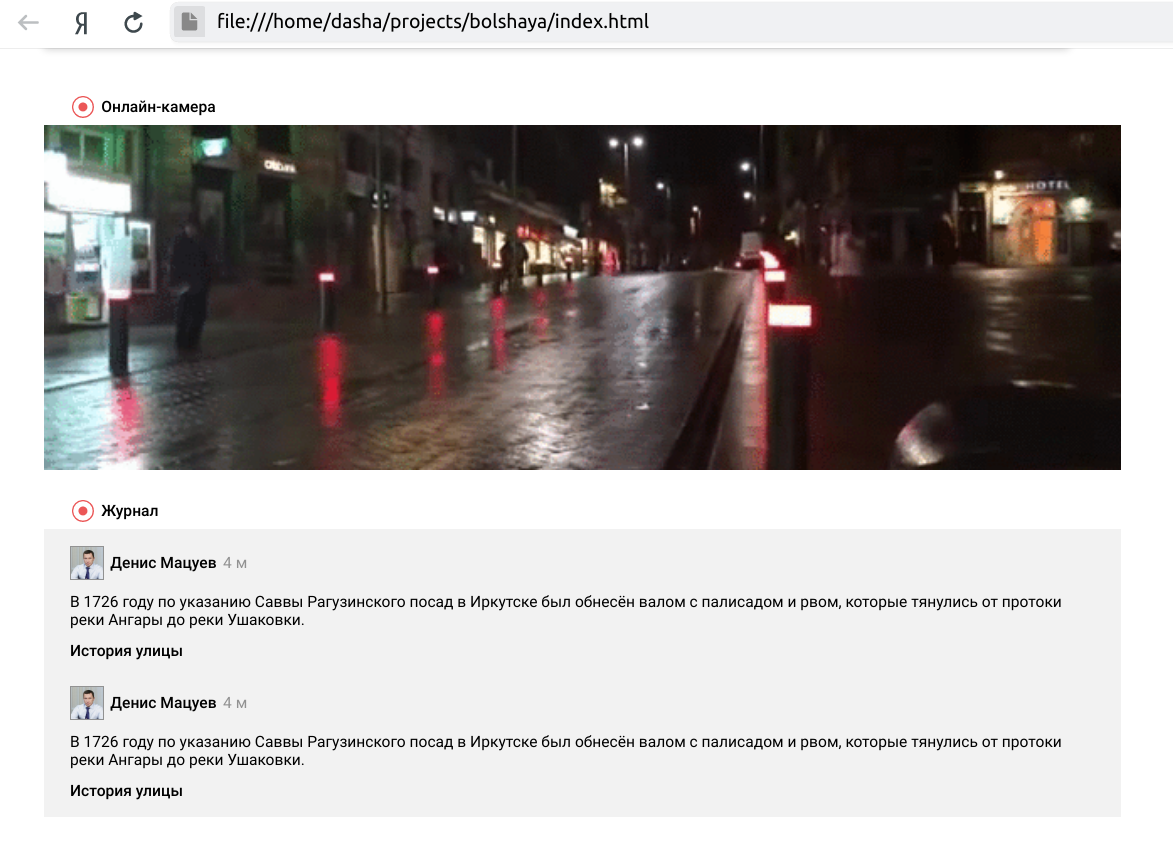 Я file:///home/dasha/projects/bolshaya/index.html
Онлайн-камера
HOTEL
Журнал
Денис Мацуев 4 м
В 1726 году по указанию Саввы Рагузинского посад в Иркутске был обнесён валом с палисадом и рвом, которые тянулись от протоки
реки Ангары до реки Ушаковки.
История улицы
Денис Мацуев 4 м
В 1726 году по указанию Саввы Рагузинского посад в Иркутске был обнесён валом с палисадом и рвом, которые тянулись от протоки
реки Ангары до реки Ушаковки.
История улицы